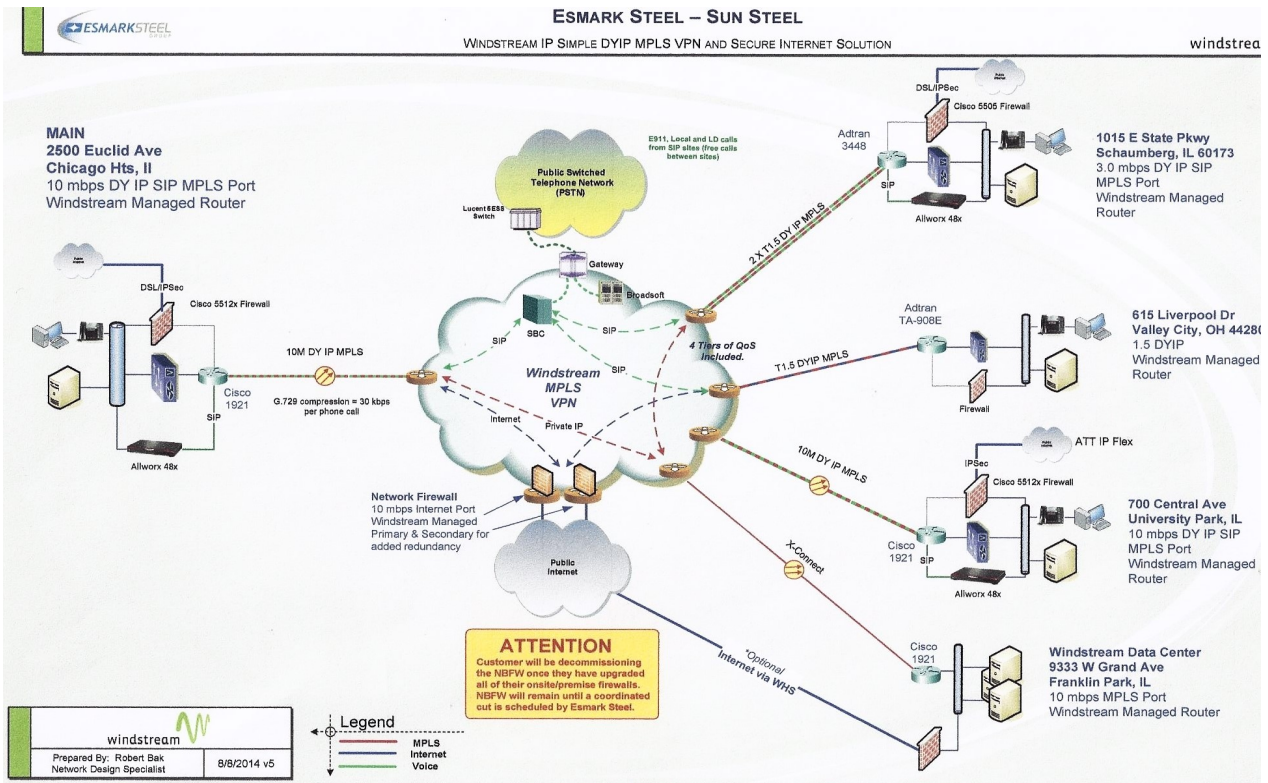 ESMARKSTEEL
GROUP
ESMARK STEEL – SUN STEEL
WINDSTREAM IP SIMPLE DYIP MPLS VPN AND SECURE INTERNET SOLUTION
windstrea
MAIN
2500 Euclid Ave
Chicago Hts, Il
10 mbps DY IP SIP MPLS Port
Windstream Managed Router
DSL/IPSec
Cisco 5512x Firewall
Cisco
1921
SIP
Allworx 48x
10M DY IP MPLS
G.729 compression = 30 kbps
per phone call
Public Switched
Telephone Network
(PSTN)
Lucent 5ESS
Switch
E911, Local and LD calls
from SIP sites (free calls
between sites)
Gateway
Broadsoft
SBC
SIP
SIP
SIP
4 Tiers of QoS
Included.
Windstream
MPLS
VPN
Internet
Private IP
Network Firewall
10 mbps Internet Port
Windstream Managed
Primary & Secondary for
added redundancy
Public
Internet
2 X T1.5 DY IP MPLS
T1.5 DYIP MPLS
10M DY IP MPLS
X-Connect
*Optional
Internet via WHS
Public
Internet
DSL/IPSec
Cisco 5505 Firewall
Adtran
3448
SIP
Allworx 48x
1015 E State Pkwy
Schaumberg, IL 60173
3.0 mbps DY IP SIP
MPLS Port
Windstream Managed
Router
Adtran
TA-908E
Firewall
615 Liverpool Dr
Valley City, OH 44280
1.5 DYIP
Windstream Managed
Router
ATT IP Flex
IPSec
Cisco 5512x Firewall
Cisco
1921
SIP
Allworx 48x
700 Central Ave
University Park, IL
10 mbps DY IP SIP
MPLS Port
Windstream Managed
Router
Cisco
1921
Windstream Data Center
9333 W Grand Ave
Franklin Park, IL
10 mbps MPLS Port
Windstream Managed Router
ATTENTION
Customer will be decommissioning
the NBFW once they have upgraded
all of their onsite/premise firewalls.
NBFW will remain until a coordinated
cut is scheduled by Esmark Steel.
windstream
Prepared By: Robert Bak
Network Design Specialist
8/8/2014 v5
Legend
MPLS
Internet
Voice